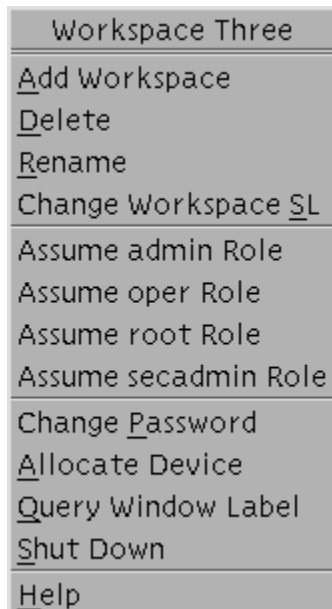 Workspace Three
Add Workspace
Delete
Rename
Change Workspace SL
Assume admin Role
Assume oper Role
Assume root Role
Assume secadmin Role
Change Password
Allocate Device
Query Window Label
Shut Down
Help